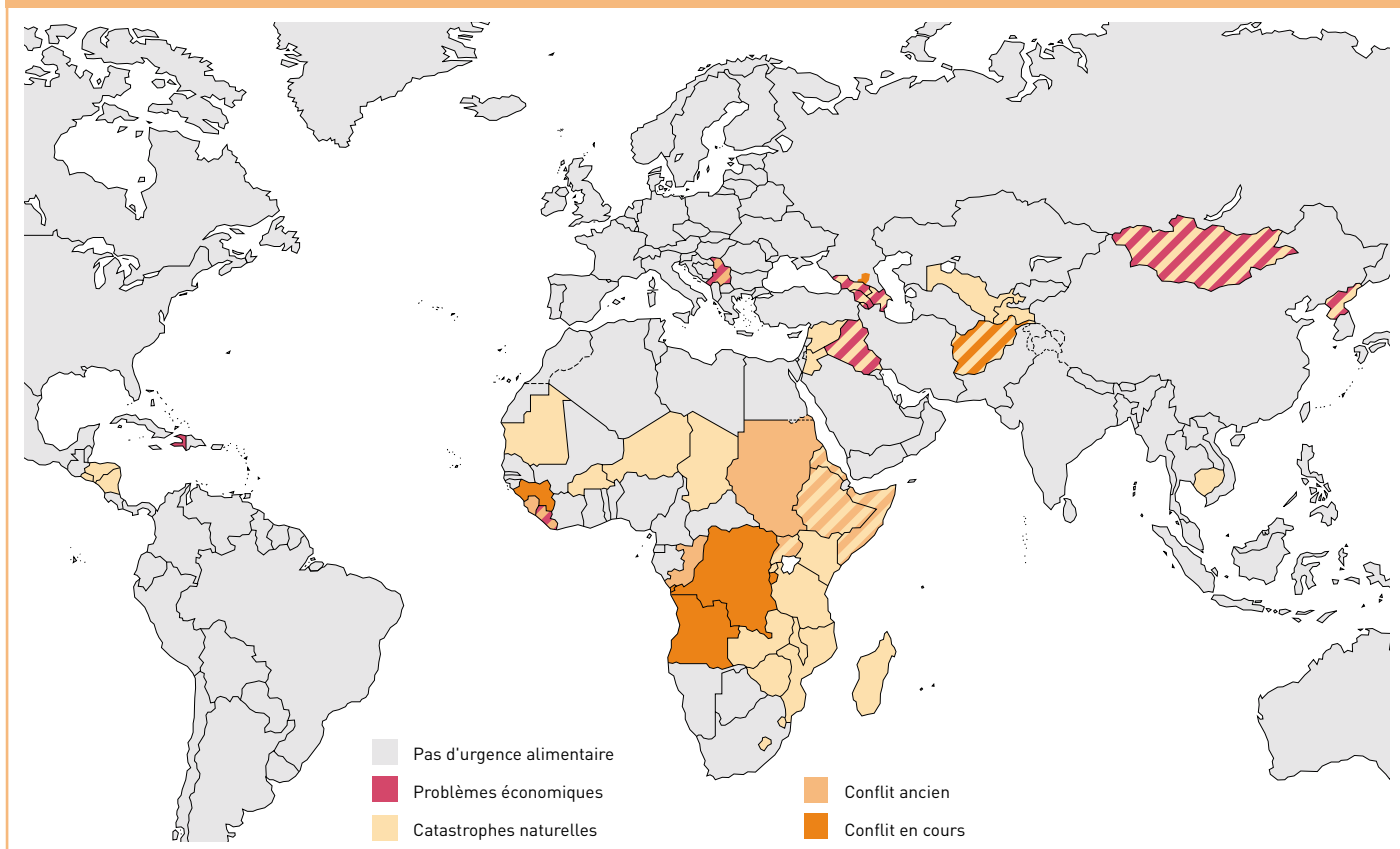 Pas d'urgence alimentaire
Problèmes économiques
Catastrophes naturelles
Conflit ancien
Conflit en cours